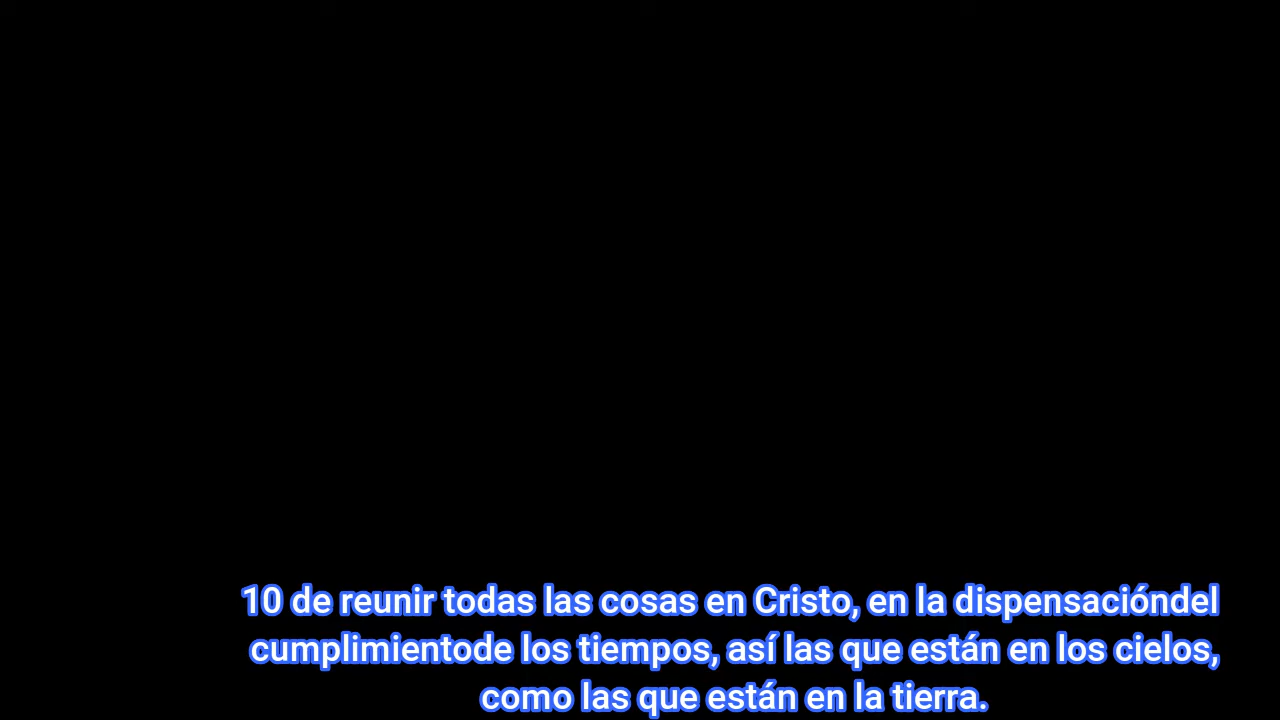 10 de reunir todas las cosas en Cristo, en la dispensacióndel
cumplimientode los tiempos, así las que están en los cielos,
como las que están en la tierra.